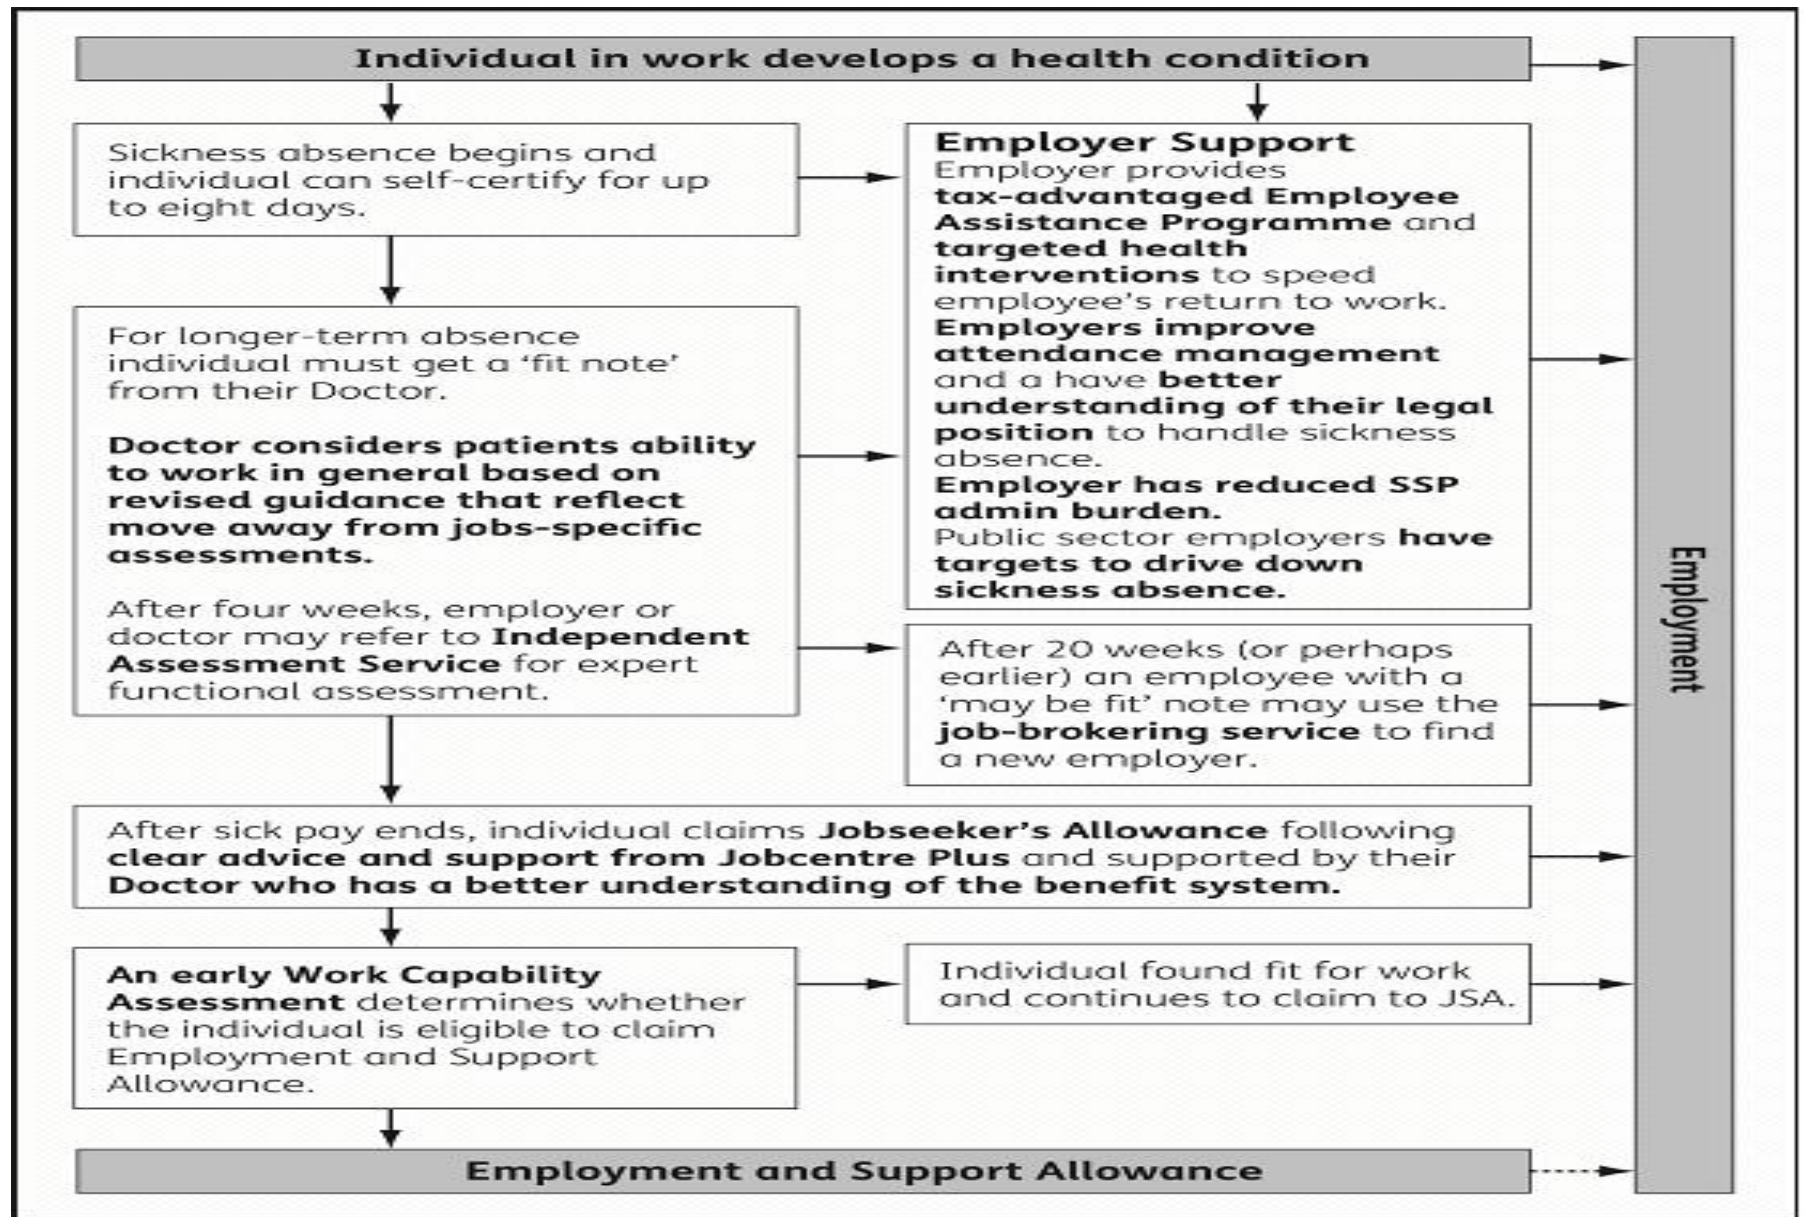 Individual in work develops a health condition
Sickness absence begins and
individual can self-certify for up
to eight days.
Employer Support
Employer provides
tax-advantaged Employee
Assistance Programme and
targeted health
interventions to speed
employee's return to work.
Employers improve
attendance management
and a have better
understanding of their legal
position to handle sickness
absence.
Employer has reduced SSP
admin burden.
Public sector employers have
targets to drive down
sickness absence.
For longer-term absence
individual must get a ‘fit note’
from their Doctor.
Doctor considers patients ability
to work in general based on
revised guidance that reflect
move away from jobs-specific
assessments.
After four weeks, employer or
doctor may refer to Independent
Assessment Service for expert
functional assessment.
After 20 weeks (or perhaps
earlier) an employee with a
‘may be fit’ note may use the
job-brokering service to find
a new employer.
After sick pay ends, individual claims Jobseeker's Allowance following
clear advice and support from Jobcentre Plus and supported by their
Doctor who has a better understanding of the benefit system.
An early Work Capability
Assessment determines whether
the individual is eligible to claim
Employment and Support
Allowance.
Individual found fit for work
and continues to claim to JSA.
Employment and Support Allowance
Employment